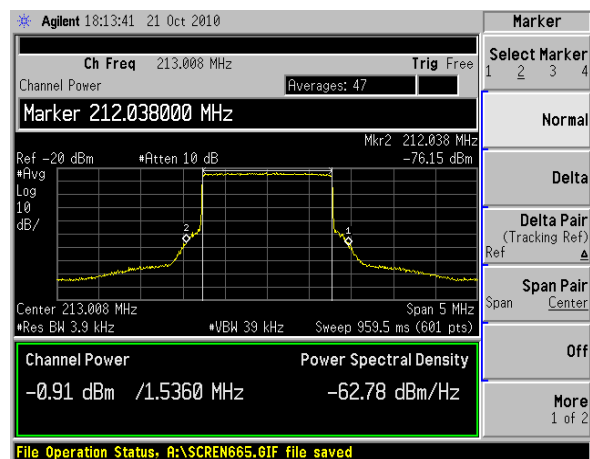 Agilent 18:13:41 21 Oct 2010
Marker
Ch Freq 213.008 MHz Trig Free
Channel Power Averages: 47
Marker 212.038000 MHz
Mkr2 212.038 MHz
Ref -20 dBm #Atten 10 dB -76.15 dBm
#Avg
Log
10
dB/
2
1
Center 213.008 MHz Span 5 MHz
#Res BW 3.9 kHz #VBW 39 kHz Sweep 959.5 ms (601 pts)
Channel Power Power Spectral Density
-0.91 dBm /1.5360 MHz -62.78 dBm/Hz
File Operation Status, A:\SCREN665.GIF file saved
Select Marker
1 2 3 4
Normal
Delta
Delta Pair
(Tracking Ref)
Ref Δ
Span Pair
Span Center
Off
More
1 of 2